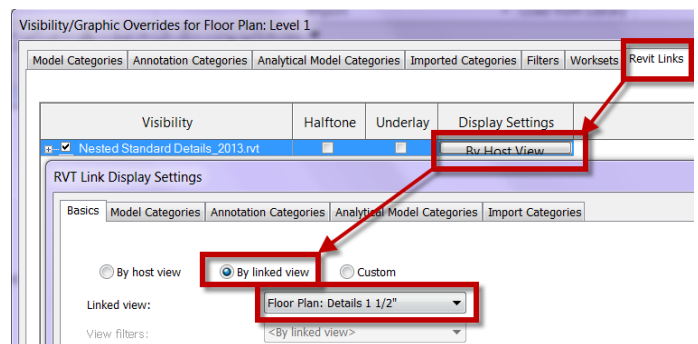 Visibility/Graphic Overrides for Floor Plan: Level 1
Model Categories Annotation Categories Analytical Model Categories Imported Categories Filters Worksets Revit Links
Visibility Halftone Underlay Display Settings
Nested Standard Details_2013.rvt By Host View
RVT Link Display Settings
Basics Model Categories Annotation Categories Analytical Model Categories Import Categories
By host view By linked view Custom
Linked view: Floor Plan: Details 1 1/2"
View filters: <By linked view>